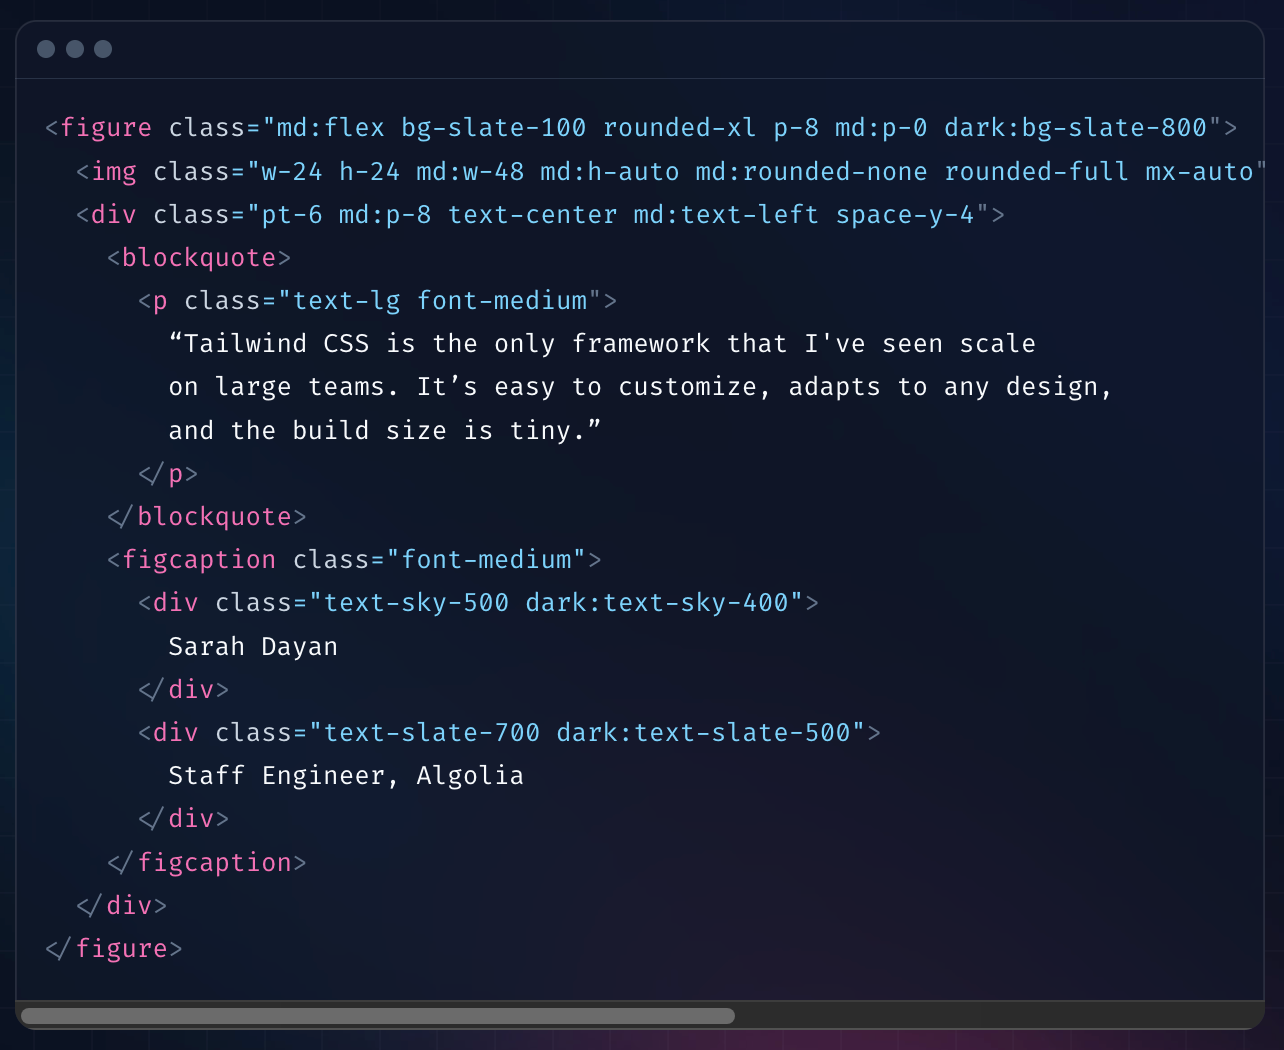 <figure class="md:flex bg-slate-100 rounded-xl p-8 md:p-0 dark:bg-slate-800">
  <img class="w-24 h-24 md:w-48 md:h-auto md:rounded-none rounded-full mx-auto"
  <div class="pt-6 md:p-8 text-center md:text-left space-y-4">
    <blockquote>
      <p class="text-lg font-medium">
        “Tailwind CSS is the only framework that I've seen scale
        on large teams. It’s easy to customize, adapts to any design,
        and the build size is tiny.”
      </p>
    </blockquote>
    <figcaption class="font-medium">
      <div class="text-sky-500 dark:text-sky-400">
        Sarah Dayan
      </div>
      <div class="text-slate-700 dark:text-slate-500">
        Staff Engineer, Algolia
      </div>
    </figcaption>
  </div>
</figure>